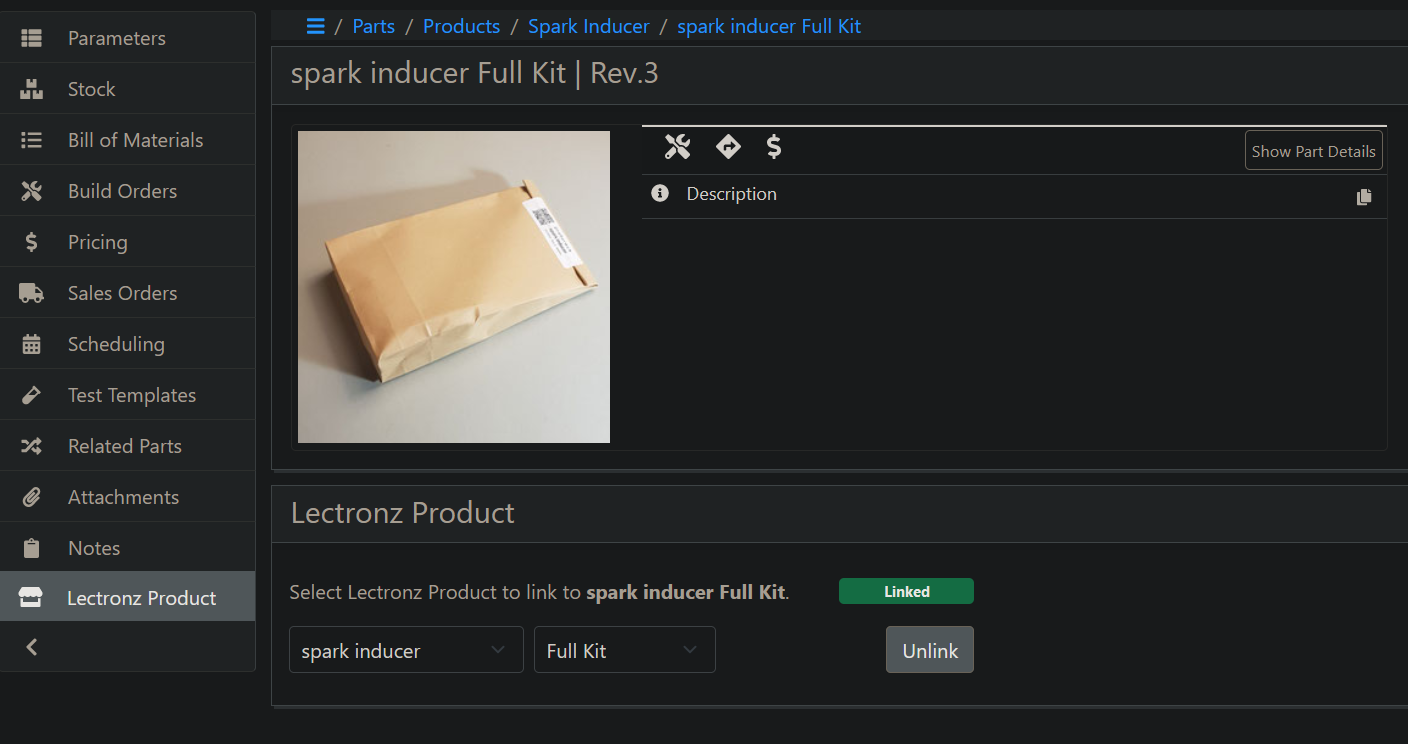 Parameters
Stock
Bill of Materials
Build Orders
Pricing
Sales Orders
Scheduling
Test Templates
Related Parts
Attachments
Notes
Lectronz Product
/ Parts / Products / Spark Inducer / spark inducer Full Kit
spark inducer Full Kit | Rev.3
Show Part Details
Description
Lectronz Product
Select Lectronz Product to link to spark inducer Full Kit.
Linked
spark inducer
Full Kit
Unlink